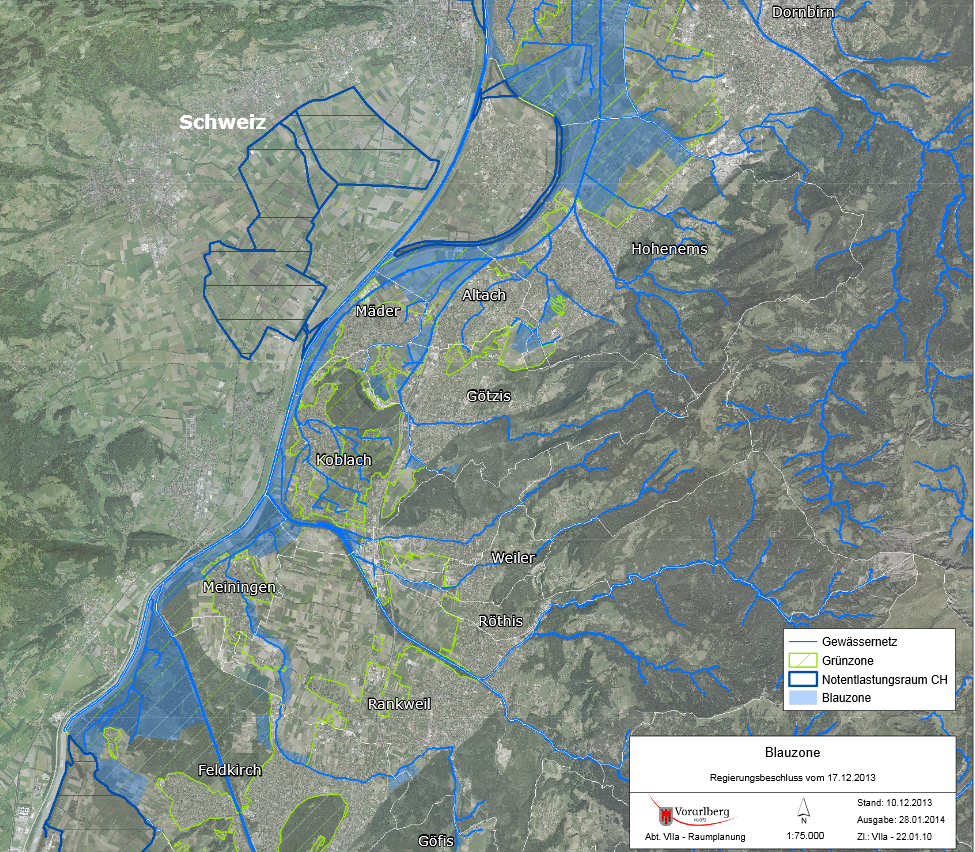 Dornbirn
Schweiz
Hohenems
Altach
Mäder
Götzis
Koblach
Weiler
Meiningen
Röthis
Rankweil
Feldkirch
Göfis
Gewässernetz
Grünzone
Notentlastungsraum CH
Blauzone
Blauzone
Regierungsbeschluss vom 17.12.2013
Vorarlberg
Abt. VIIa - Raumplanung
N
1:75.000
Stand: 10.12.2013
Ausgabe: 28.01.2014
Zl.: VIIa - 22.01.10